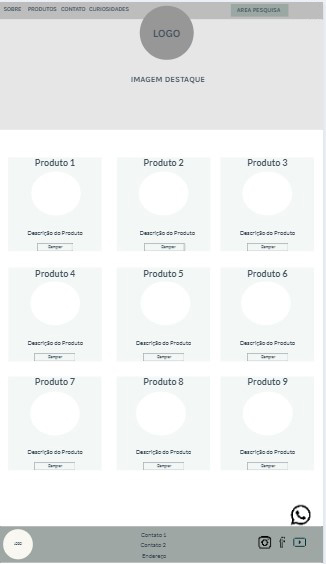 SOBRE PRODUTOS CONTATO CURIOSIDADES AREA PESQUISA
LOGO
IMAGEM DESTAQUE
Produto 1 Produto 2 Produto 3
Descrição do Produto Descrição do Produto Descrição do Produto
Comprar Comprar Comprar
Produto 4 Produto 5 Produto 6
Descrição do Produto Descrição do Produto Descrição do Produto
Comprar Comprar Comprar
Produto 7 Produto 8 Produto 9
Descrição do Produto Descrição do Produto Descrição do Produto
Comprar Comprar Comprar
Contato 1
LOGO Contato 2
Endereço